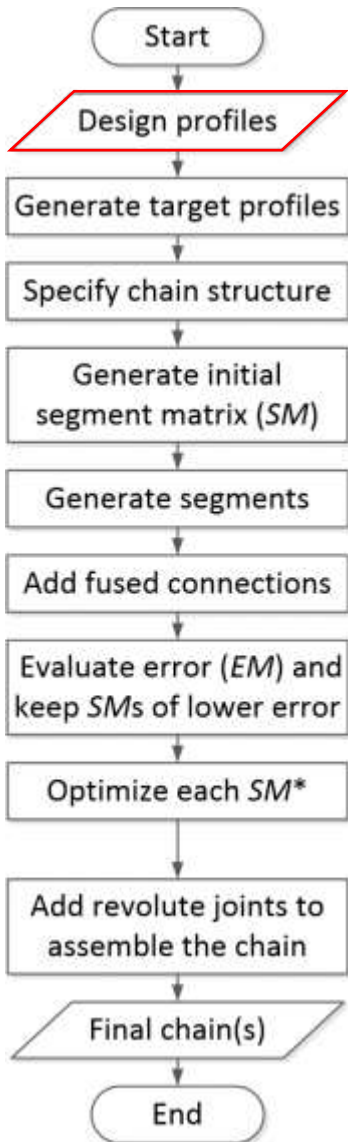 Start
Design profiles
Generate target profiles
Specify chain structure
Generate initial
segment matrix (SM)
Generate segments
Add fused connections
Evaluate error (EM) and
keep SMs of lower error
Optimize each SM*
Add revolute joints to
assemble the chain
Final chain(s)
End